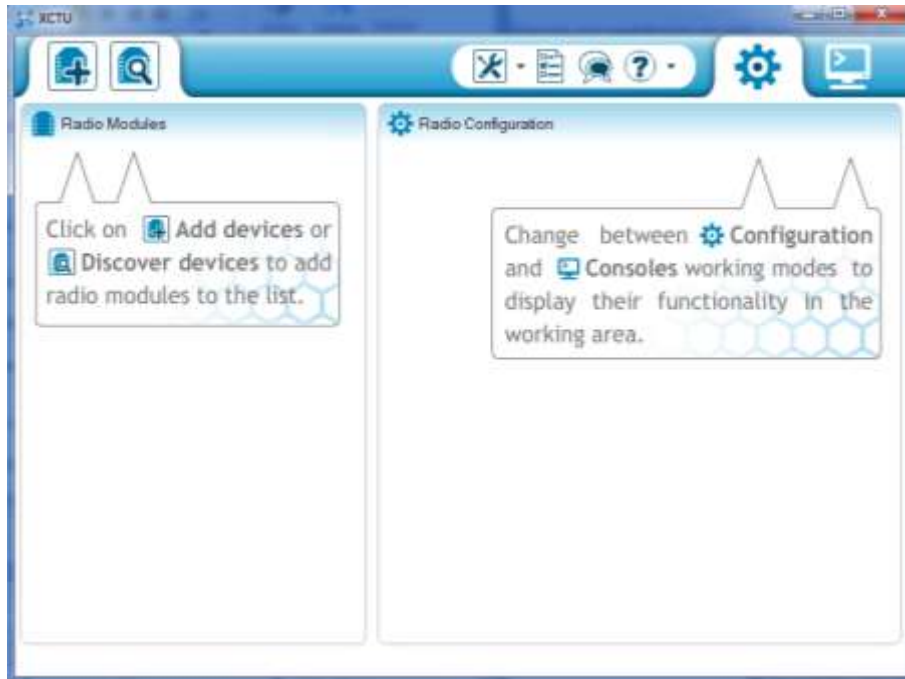 XCTU
Radio Modules
Click on Add devices or
Discover devices to add
radio modules to the list.
Radio Configuration
Change between Configuration
and Consoles working modes to
display their functionality in the
working area.